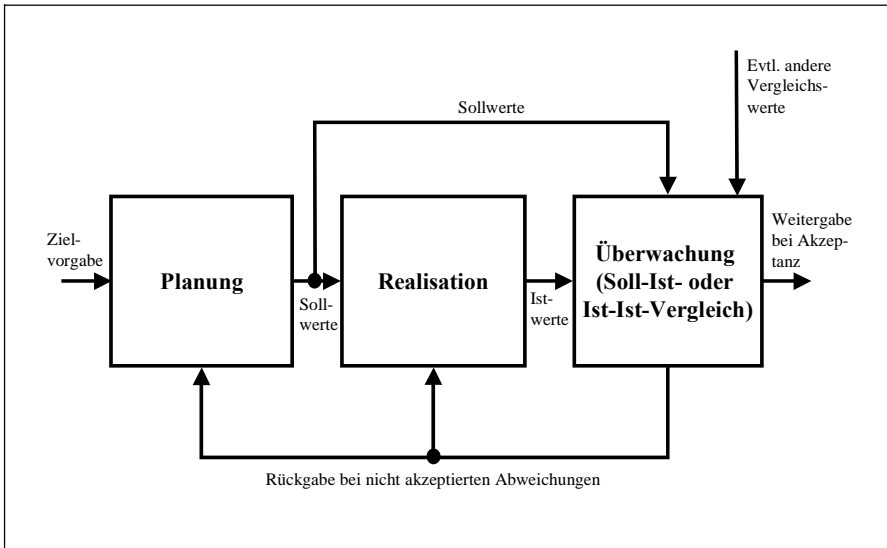 Evtl. andere
Vergleichs-
werte
Sollwerte
Ziel-
vorgabe
Planung
Soll-
werte
Realisation
Ist-
werte
Überwachung
(Soll-Ist- oder
Ist-Ist-Vergleich)
Weitergabe
bei Akzep-
tanz
Rückgabe bei nicht akzeptierten Abweichungen